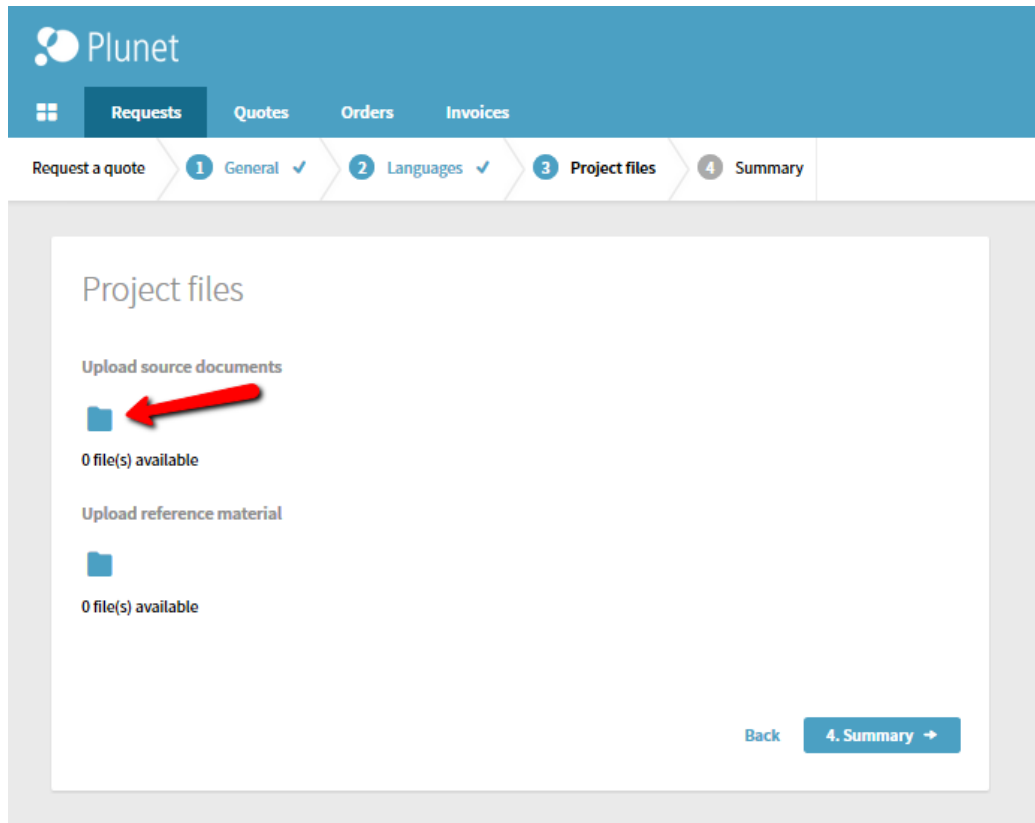 Plunet
Requests Quotes Orders Invoices
Request a quote 1 General 2 Languages 3 Project files 4 Summary
Project files
Upload source documents
0 file(s) available
Upload reference material
0 file(s) available
Back 4. Summary